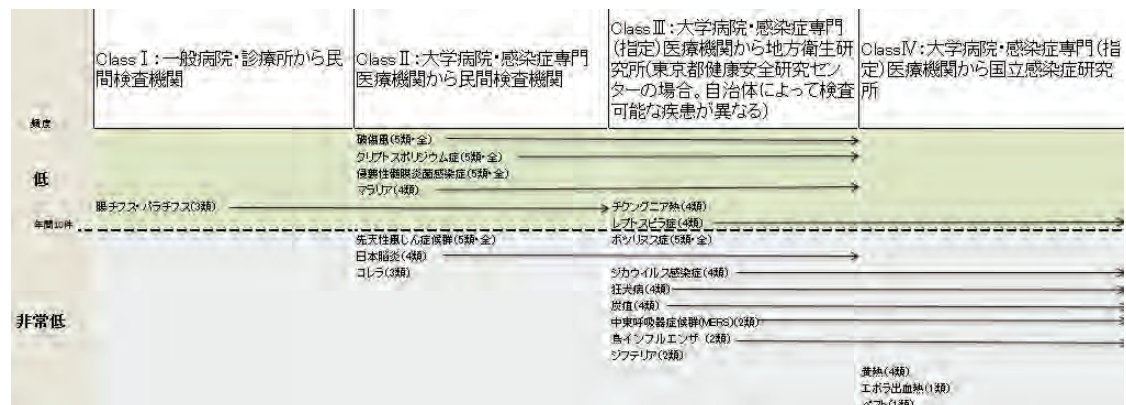 ClassⅠ:一般病院・診療所から民
間検査機関
ClassⅡ:大学病院・感染症専門
医療機関から民間検査機関
ClassⅢ:大学病院・感染症専門
(指定)医療機関から地方衛生研
究所(東京都健康安全研究セン
ターの場合。自治体によって検査
可能な疾患が異なる)
ClassⅣ:大学病院・感染症専門(指
定)医療機関から国立感染症研究
所
頻度
低
破傷風(5類・全)
クリプトスポリジウム症(5類・全)
侵襲性髄膜炎菌感染症(5類・全)
マラリア(4類)
腸チフス・パラチフス(3類)
チクングニア熱(4類)
レプトスピラ症(4類)
年間10件
先天性風しん症候群(5類・全)
ボツリヌス症(5類・全)
日本脳炎(4類)
コレラ(3類)
ジカウイルス感染症(4類)
狂犬病(4類)
炭疽(4類)
非常低
中東呼吸器症候群(MERS)(2類)
鳥インフルエンザ(2類)
ジフテリア(2類)
黄熱(4類)
エボラ出血熱(1類)
ペスト(1類)